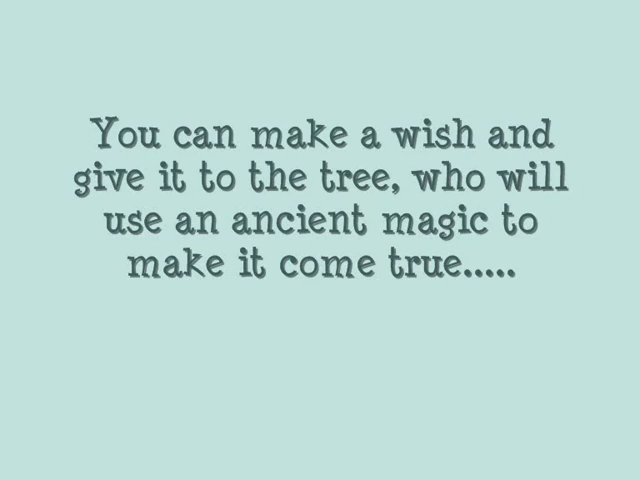 You can make a wish and
give it to the tree, who will
use an ancient magic to
make it come true.....